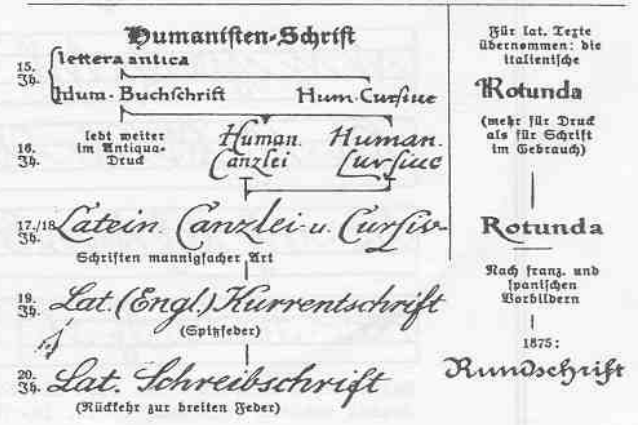 Humanisten-Schrift
15. Jh.
lettera antica
Hum.-Buchschrift Hum. Cursive
16. Jh.
lebt weiter im Antiqua-Druck
Human. Canzlei
Human. Cursive
17./18. Jh.
Latein. Canzlei- u. Cursiv-
Schriften mannigfacher Art
19. Jh.
Lat. (Engl.) Kurrentschrift
(Spitzfeder)
20. Jh.
Lat. Schreibschrift
(Rückkehr zur breiten Feder)
Für lat. Texte
übernommen: die
italienische
Rotunda
(mehr für Druck
als für Schrift
im Gebrauch)
Rotunda
Nach franz. und
spanischen
Vorbildern
1875:
Rundschrift